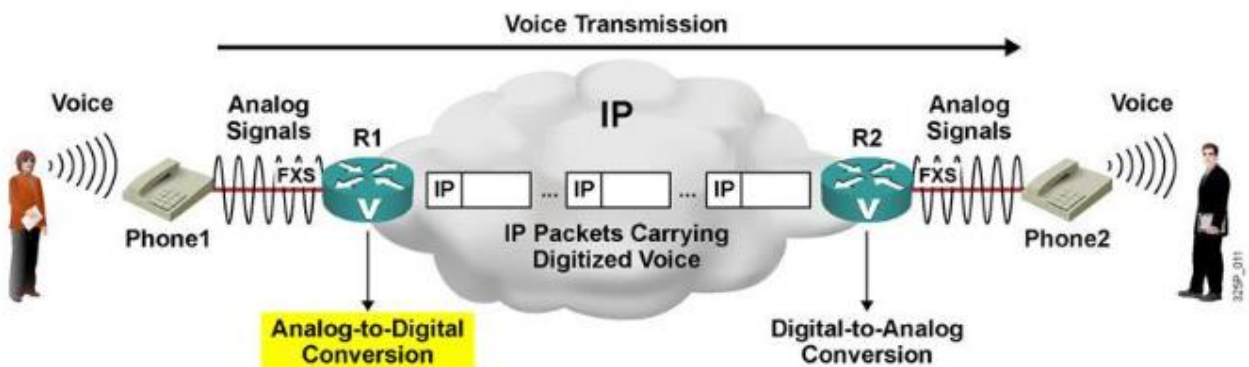 Voice Transmission
Voice
Analog
Signals
R1
IP
R2
Analog
Signals
Voice
FXS
FXS
V
IP
... IP
... IP
V
Phone1
IP Packets Carrying
Digitized Voice
Phone2
Analog-to-Digital
Conversion
Digital-to-Analog
Conversion
325P_011